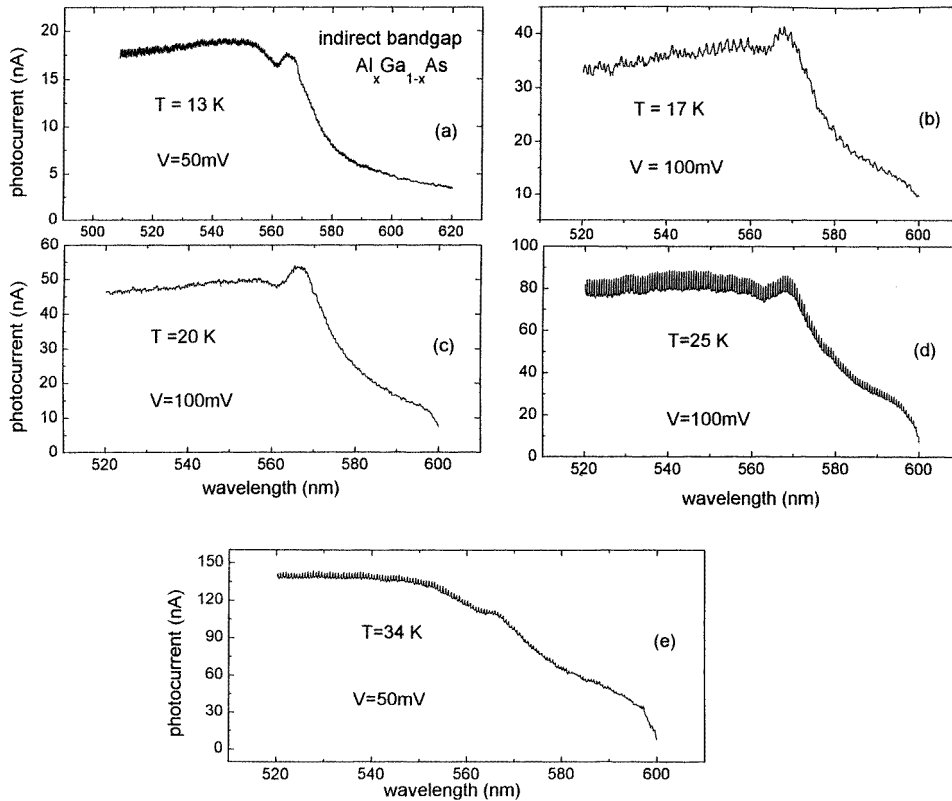 photocurrent (nA)
25
20
15
10
5
0
indirect bandgap
AlxGa1-xAs
T = 13 K
(a)
V=50mV
500 520 540 560 580 600 620
40
30
20
10
T = 17 K
(b)
V = 100mV
520 540 560 580 600
photocurrent (nA)
60
50
40
30
20
10
0
T =20 K
(c)
V=100mV
520 540 560 580 600
wavelength (nm)
100
80
60
40
20
0
T=25 K
(d)
V=100mV
520 540 560 580 600
wavelength (nm)
photocurrent (nA)
150
120
90
60
30
0
T=34 K
(e)
V=50mV
520 540 560 580 600
wavelength (nm)